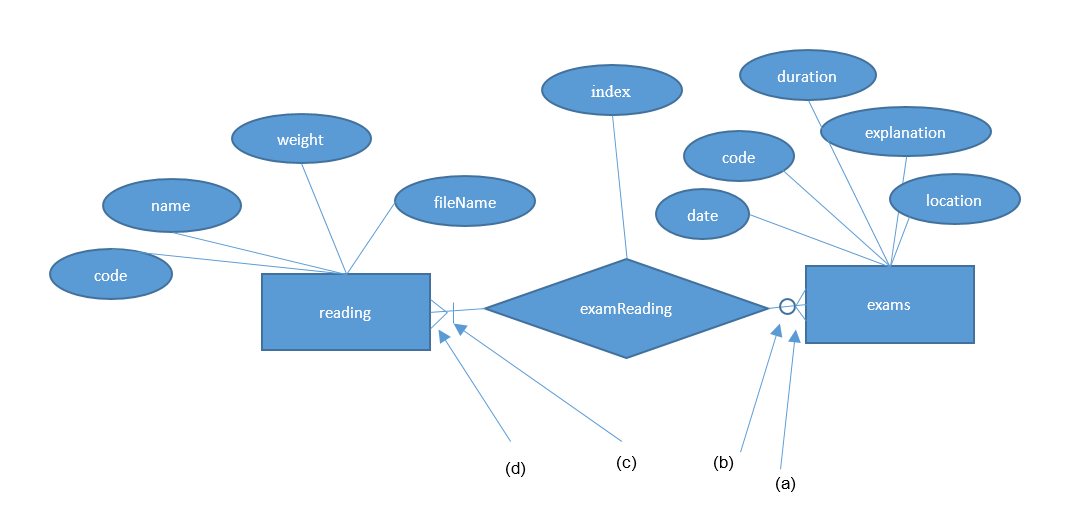 duration
index
explanation
weight
code
fileName
location
name
date
code
reading
examReading
exams
(d)
(c)
(b)
(a)